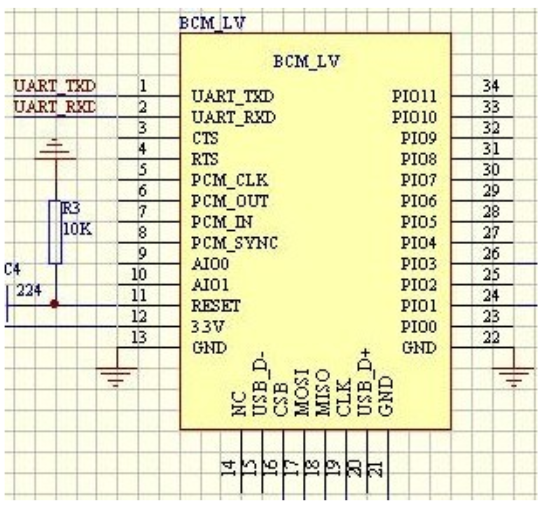 BCM_LV
BCM_LV
UART_TXD 1 UART_TXD PIO11 34
UART_RXD 2 UART_RXD PIO10 33
3 CTS PIO9 32
4 RTS PIO8 31
5 PCM_CLK PIO7 30
6 PCM_OUT PIO6 29
R3 7 PCM_IN PIO5 28
10K 8 PCM_SYNC PIO4 27
9 AIO0 PIO3 26
C4 10 AIO1 PIO2 25
224 11 RESET PIO1 24
12 3.3V PIO0 23
13 GND GND 22
NC USB_D- CSB MOSI MISO CLK USB_D+ GND
14 15 16 17 18 19 20 21